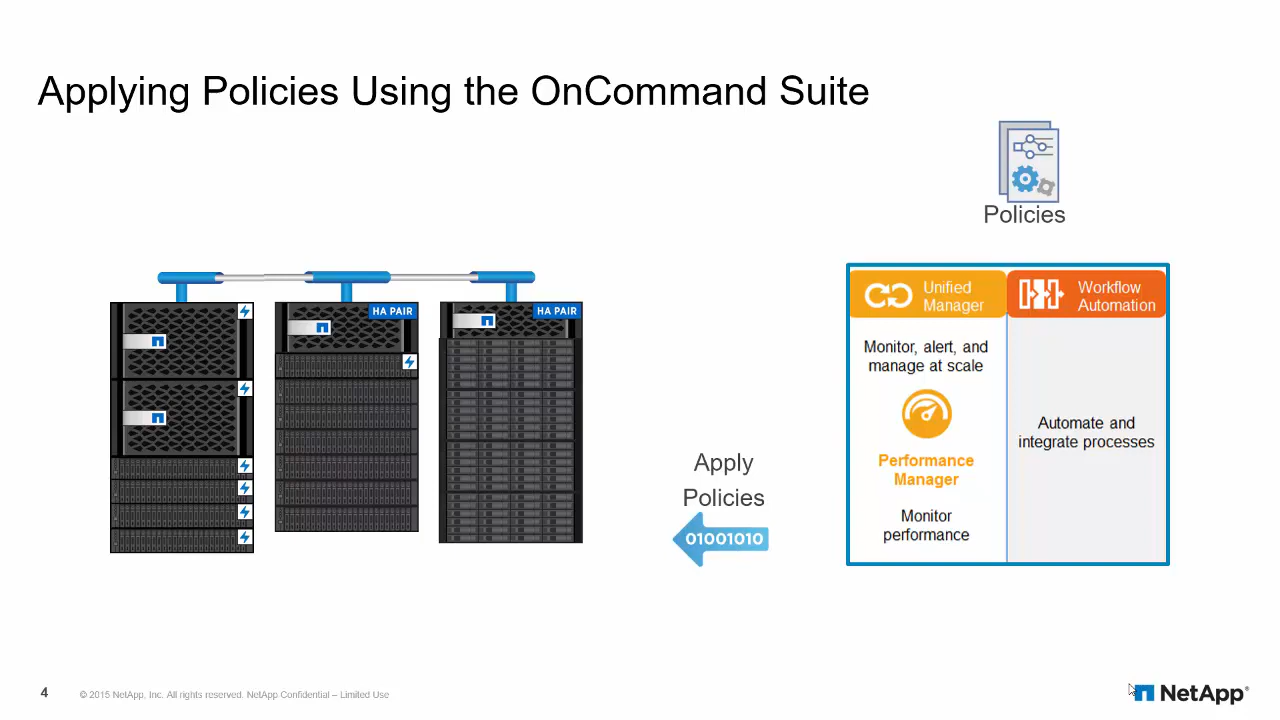 Applying Policies Using the OnCommand Suite
Policies
HA PAIR
HA PAIR
Unified
Manager
Workflow
Automation
Monitor, alert, and
manage at scale
Performance
Manager
Monitor
performance
Automate and
integrate processes
Apply
Policies
01001010
4
© 2015 NetApp, Inc. All rights reserved. NetApp Confidential – Limited Use
NetApp®